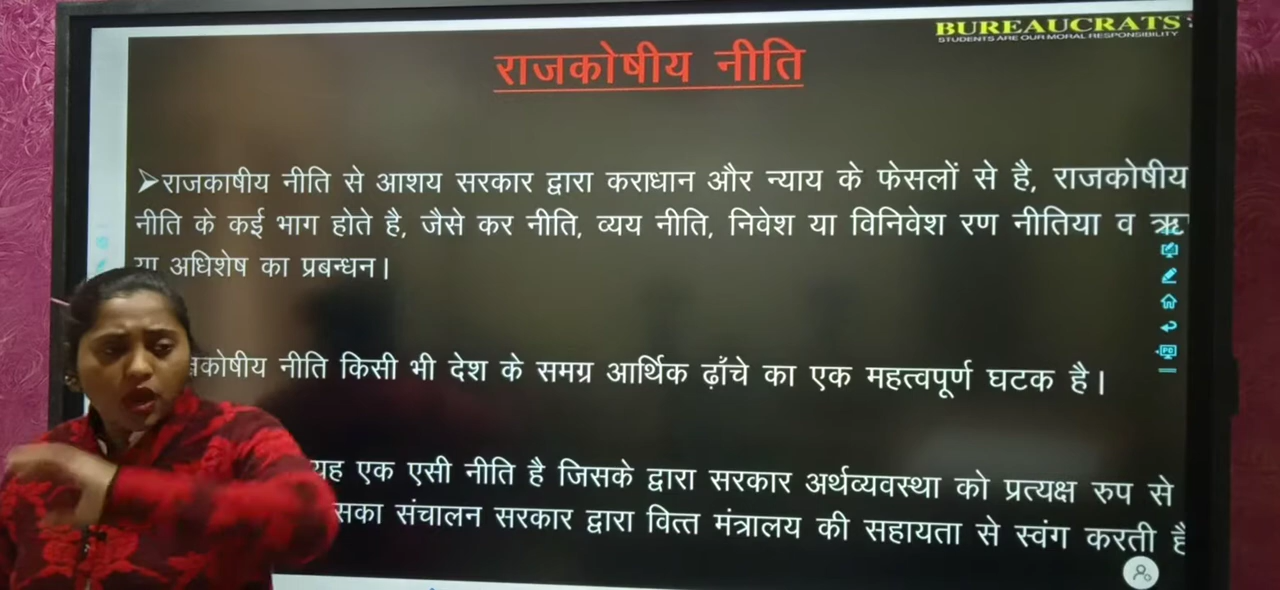 BUREAUCRATS
STUDENTS ARE OUR MORAL RESPONSIBILITY
राजकोषीय नीति
➢राजकाषीय नीति से आशय सरकार द्वारा कराधान और न्याय के फेसलों से है, राजकोषीय
नीति के कई भाग होते है, जैसे कर नीति, व्यय नीति, निवेश या विनिवेश रण नीतिया व
या अधिशेष का प्रबन्धन।
नीति किसी भी देश के समग्र आर्थिक ढ़ाँचे का एक महत्वपूर्ण घटक है।
यह एक एसी नीति है जिसके द्वारा सरकार अर्थव्यवस्था को प्रत्यक्ष रुप से
संचालन सरकार द्वारा वित्त मंत्रालय की सहायता से स्वंग करती है